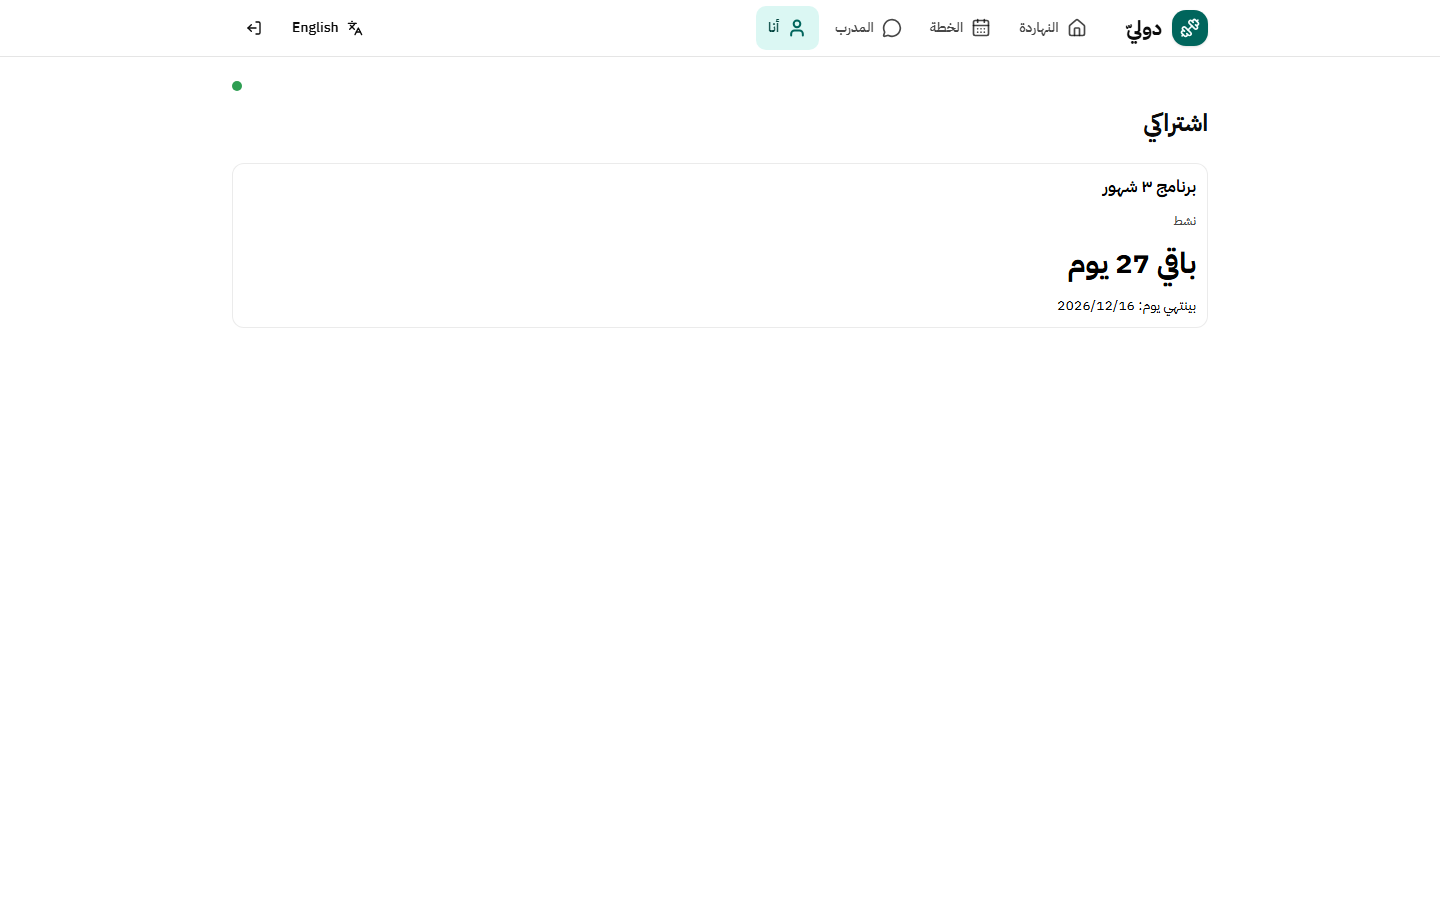 دوليّ
النهاردة
الخطة
المدرب
أنا
English
اشتراكي
برنامج ٣ شهور
نشط
باقي 27 يوم
بينتهي يوم: 2026/12/16